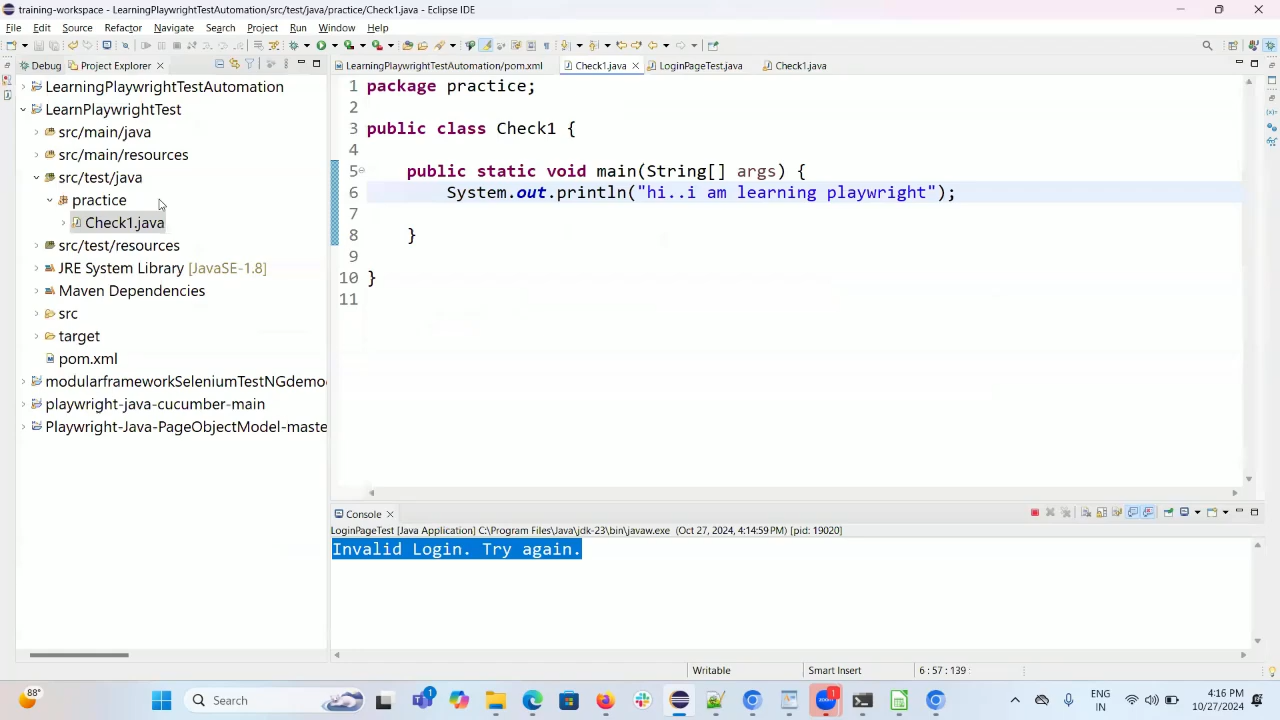 training-workspace - LearningPlaywrightTestAutomation/src/test/java/practice/Check1.java - Eclipse IDE
File Edit Source Refactor Navigate Search Project Run Window Help
Debug Project Explorer
LearningPlaywrightTestAutomation/pom.xml Check1.java LoginPageTest.java Check1.java
LearningPlaywrightTestAutomation
LearnPlaywrightTest
src/main/java
src/main/resources
src/test/java
practice
Check1.java
src/test/resources
JRE System Library [JavaSE-1.8]
Maven Dependencies
src
target
pom.xml
modularframeworkSeleniumTestNGdemo
playwright-java-cucumber-main
Playwright-Java-PageObjectModel-maste
1 package practice;
2
3 public class Check1 {
4
5 public static void main(String[] args) {
6 System.out.println("hi..i am learning playwright");
7
8 }
9
10 }
11
Console
LoginPageTest [Java Application] C:\Program Files\Java\jdk-23\bin\javaw.exe (Oct 27, 2024, 4:14:59 PM) [pid: 19020]
Invalid Login. Try again.
Writable Smart Insert 6 : 57 : 139
88°
Search
1
1
ENG
IN
4:16 PM
10/27/2024